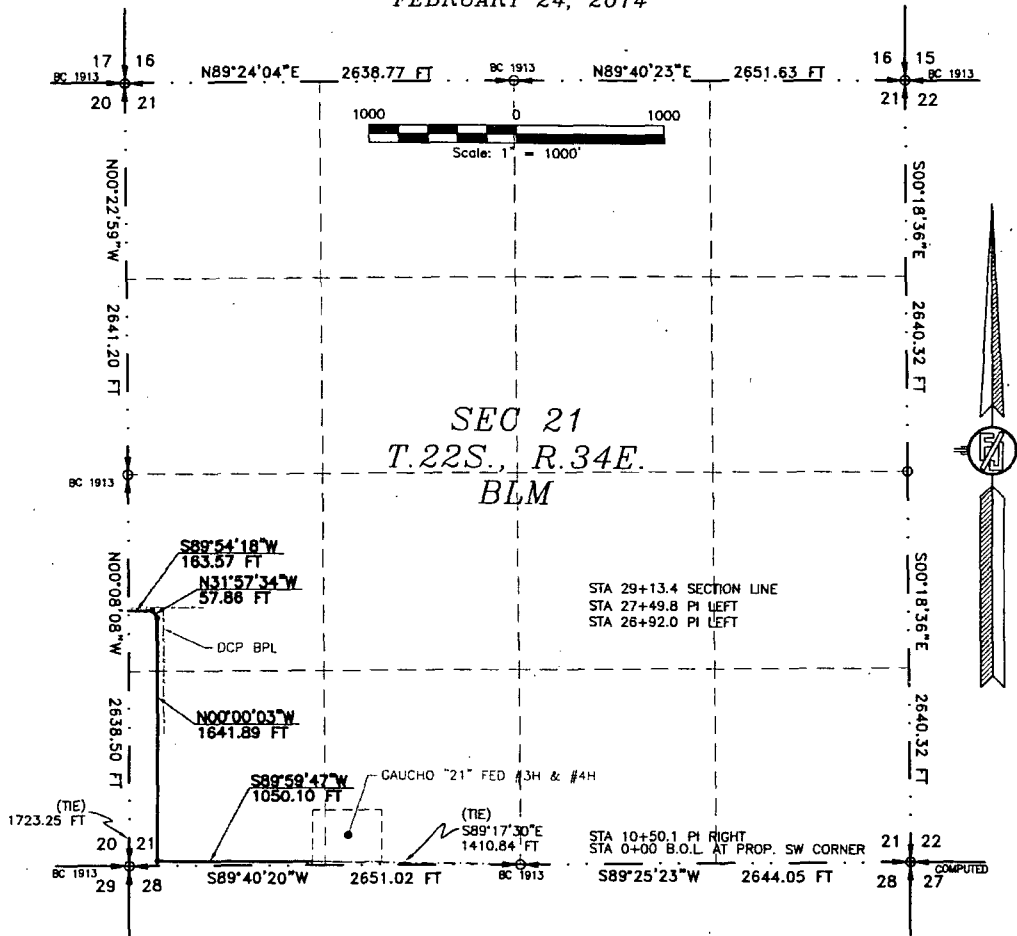 FEBRUARY 24, 2014
17 16
BC 1913
20 21
N89°24'04"E 2638.77 FT
BC 1913
N89°40'23"E 2651.63 FT
16 15
BC 1913
21 22
1000 0 1000
Scale: 1" = 1000'
N00°22'59"W 2641.20 FT
S00°18'36"E 2640.32 FT
SEC 21
T.22S., R.34E.
BLM
BC 1913
S89°54'18"W
163.57 FT
N31°57'34"W
57.86 FT
DCP BPL
STA 29+13.4 SECTION LINE
STA 27+49.8 PI LEFT
STA 26+92.0 PI LEFT
N00°08'08"W 2638.50 FT
S00°18'36"E 2640.32 FT
N00°00'03"W
1641.89 FT
S89°59'47"W
1050.10 FT
GAUCHO "21" FED #3H & #4H
(TIE)
1723.25 FT
(TIE)
S89°17'30"E
1410.84 FT
STA 10+50.1 PI RIGHT
STA 0+00 B.O.L. AT PROP. SW CORNER
20 21
BC 1913
29 28
S89°40'20"W 2651.02 FT
BC 1913
S89°25'23"W 2644.05 FT
21 22
COMPUTED
28 27